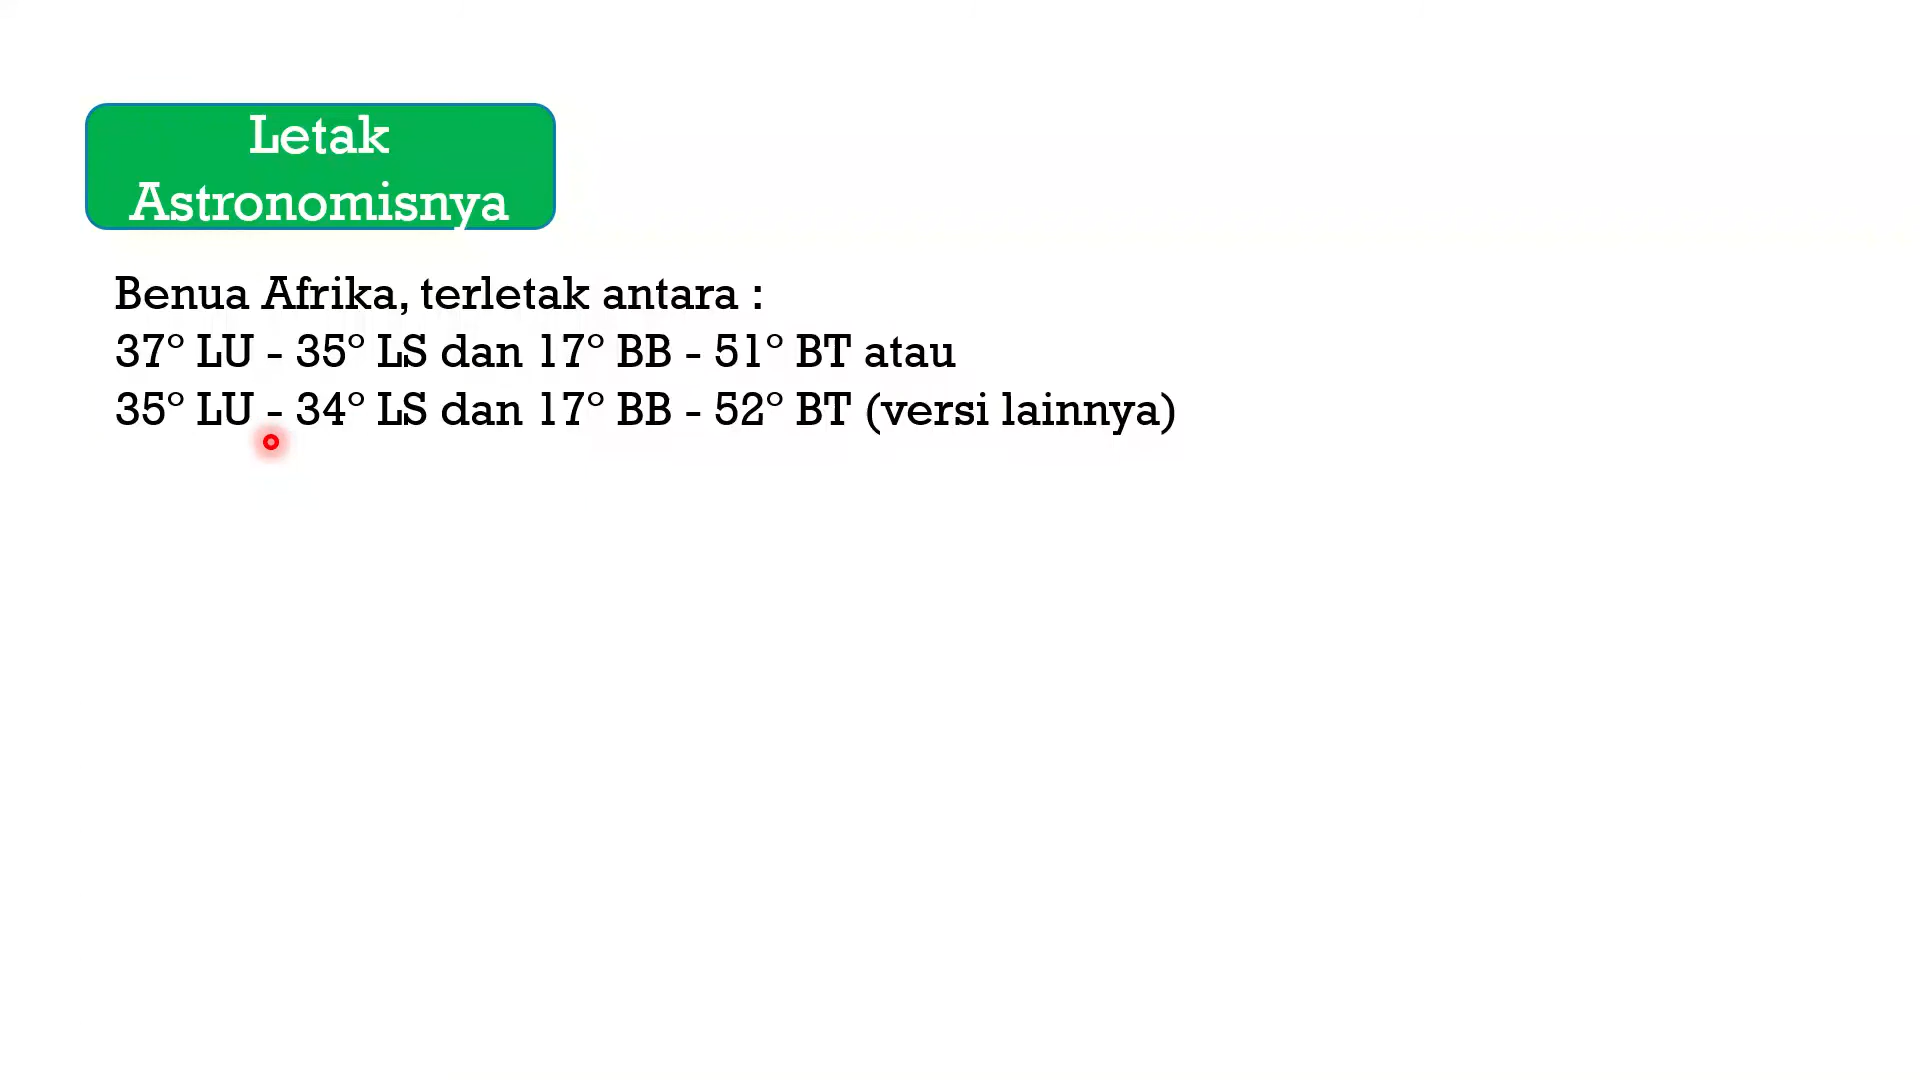 Letak
Astronomisnya
Benua Afrika, terletak antara :
37° LU - 35° LS dan 17° BB - 51° BT atau
35° LU - 34° LS dan 17° BB - 52° BT (versi lainnya)